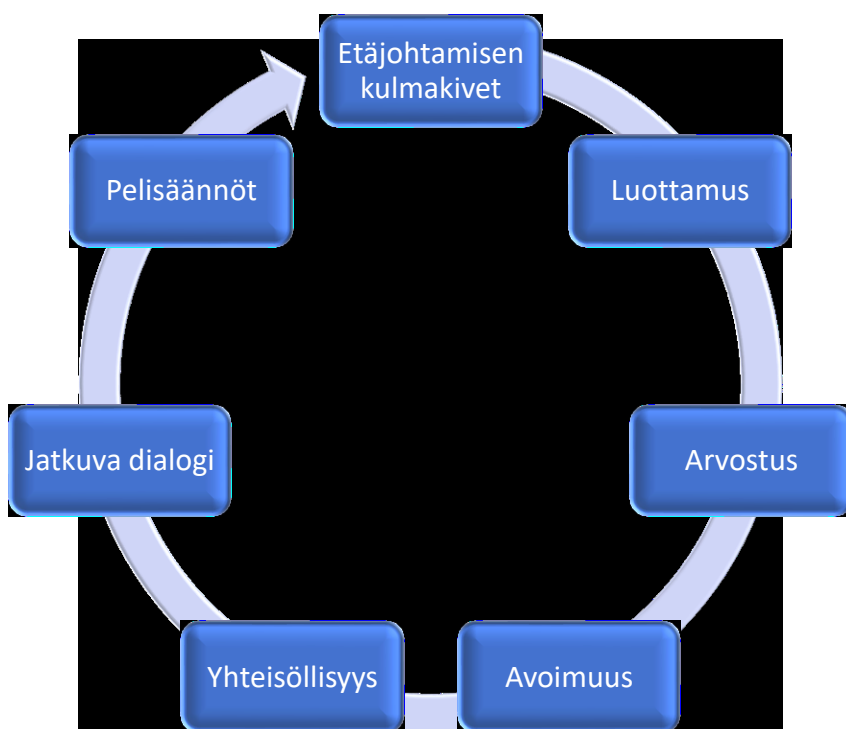 Etäjohtamisen
kulmakivet
Luottamus
Arvostus
Avoimuus
Yhteisöllisyys
Jatkuva dialogi
Pelisäännöt